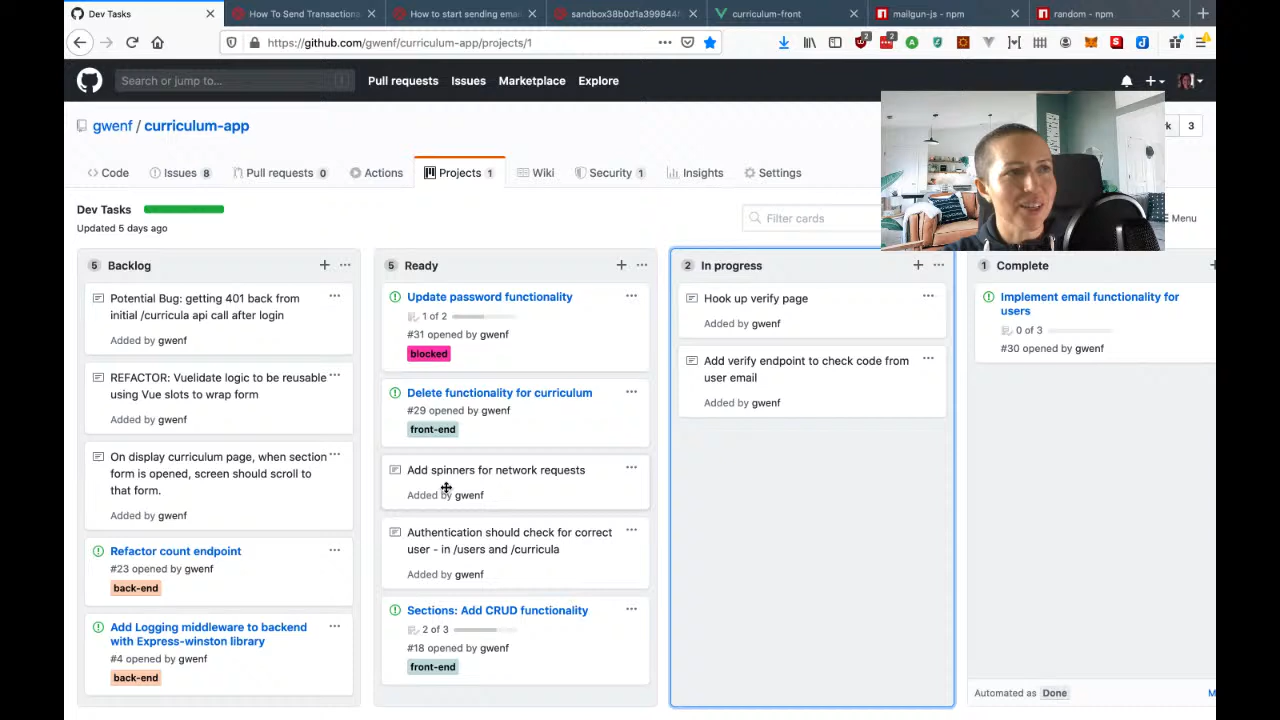 Dev Tasks
How To Send Transactiona
How to start sending emai
sandbox38b0d1a399844
curriculum-front
mailgun-js - npm
random - npm
https://github.com/gwenf/curriculum-app/projects/1
2
2
Search or jump to...
Pull requests
Issues
Marketplace
Explore
gwenf / curriculum-app
k 3
Code
Issues 8
Pull requests 0
Actions
Projects 1
Wiki
Security 1
Insights
Settings
Dev Tasks
Updated 5 days ago
Filter cards
Menu
5 Backlog
Potential Bug: getting 401 back from
initial /curricula api call after login
Added by gwenf
REFACTOR: Vuelidate logic to be reusable
using Vue slots to wrap form
Added by gwenf
On display curriculum page, when section
form is opened, screen should scroll to
that form.
Added by gwenf
Refactor count endpoint
#23 opened by gwenf
back-end
Add Logging middleware to backend
with Express-winston library
#4 opened by gwenf
back-end
5 Ready
Update password functionality
1 of 2
#31 opened by gwenf
blocked
Delete functionality for curriculum
#29 opened by gwenf
front-end
Add spinners for network requests
Added by gwenf
Authentication should check for correct
user - in /users and /curricula
Added by gwenf
Sections: Add CRUD functionality
2 of 3
#18 opened by gwenf
front-end
2 In progress
Hook up verify page
Added by gwenf
Add verify endpoint to check code from
user email
Added by gwenf
1 Complete
Implement email functionality for
users
0 of 3
#30 opened by gwenf
Automated as Done
M